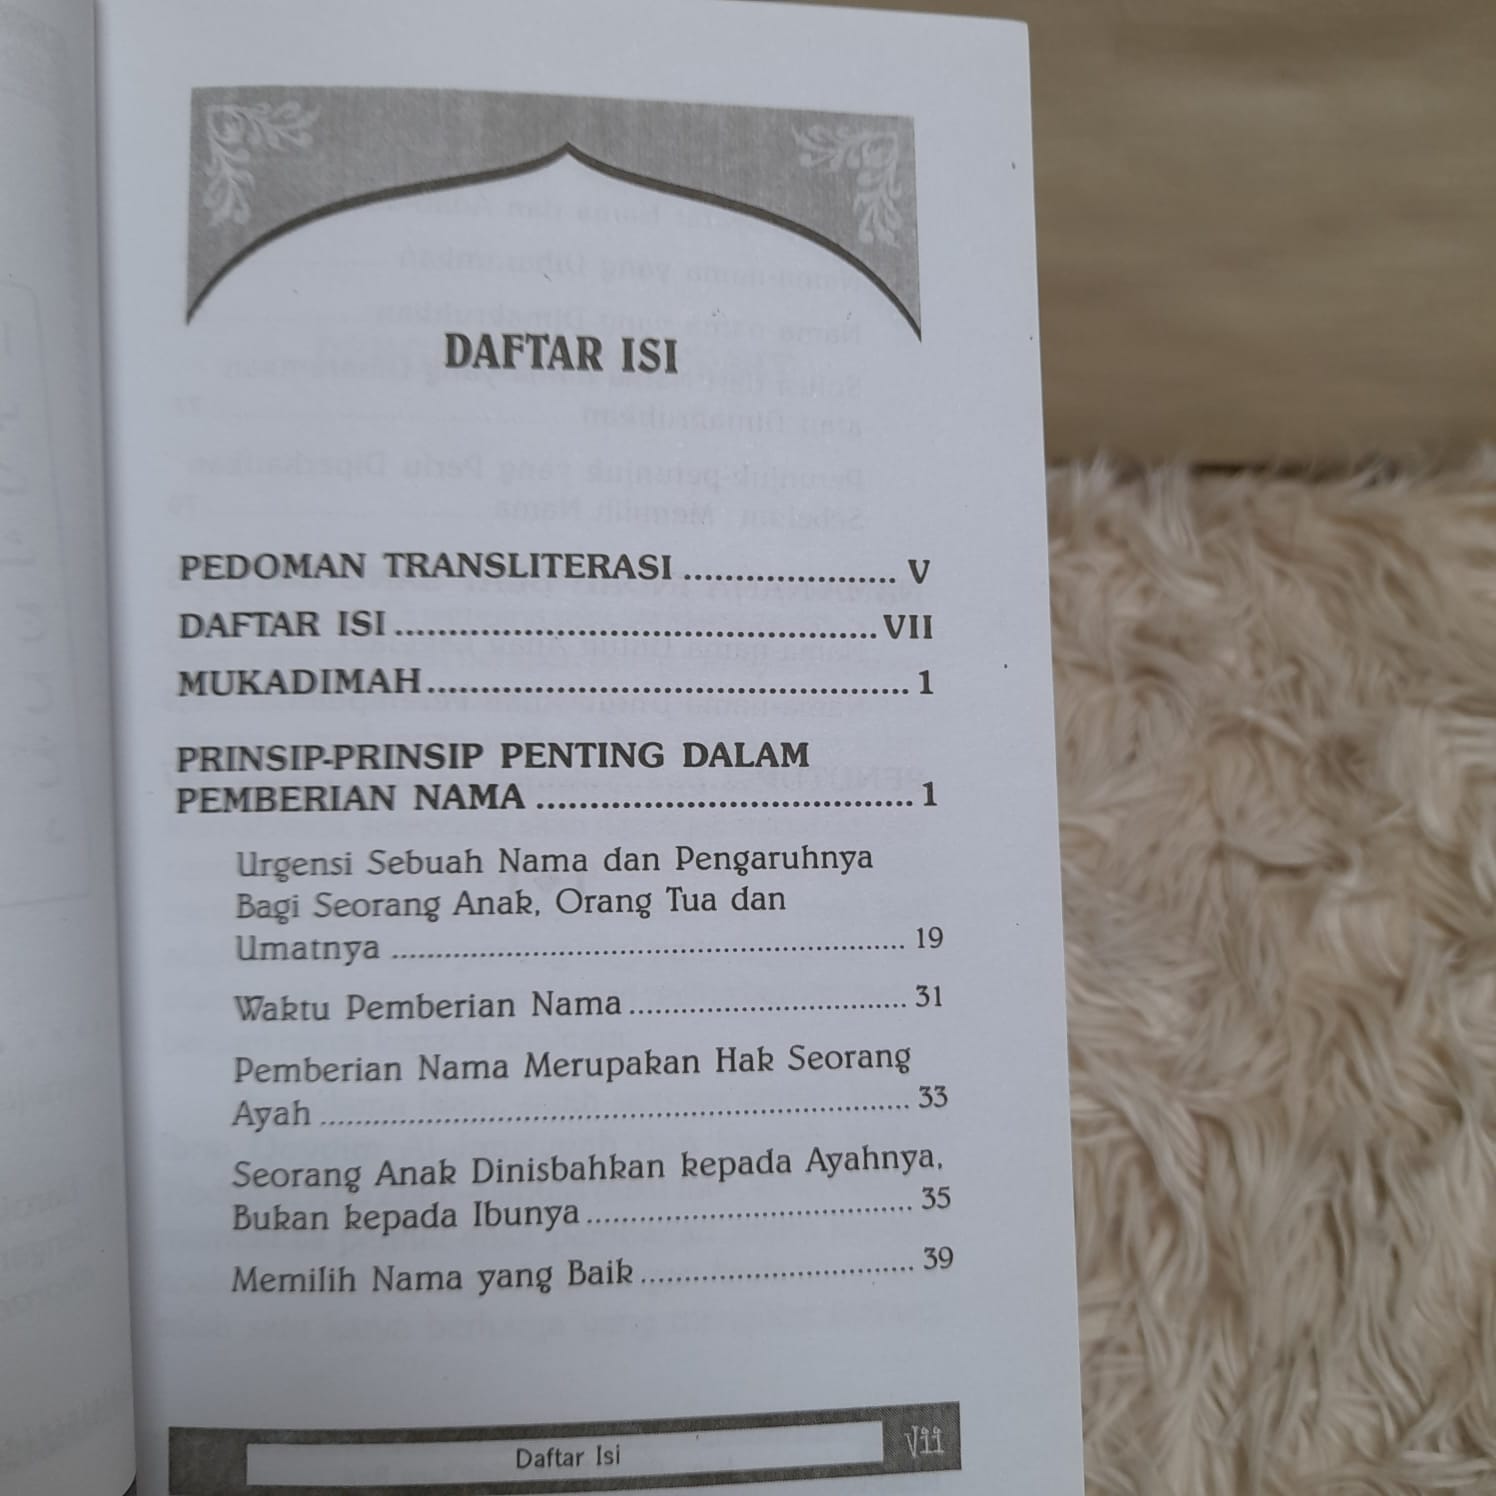 DAFTAR ISI
PEDOMAN TRANSLITERASI ..................... V
DAFTAR ISI ............................................... VII
MUKADIMAH ............................................... 1
PRINSIP-PRINSIP PENTING DALAM
PEMBERIAN NAMA ..................................... 1
Urgensi Sebuah Nama dan Pengaruhnya
Bagi Seorang Anak, Orang Tua dan
Umatnya ........................................................... 19
Waktu Pemberian Nama ................................ 31
Pemberian Nama Merupakan Hak Seorang
Ayah .................................................................... 33
Seorang Anak Dinisbahkan kepada Ayahnya,
Bukan kepada Ibunya ...................................... 35
Memilih Nama yang Baik ................................ 39
Daftar Isi
vii